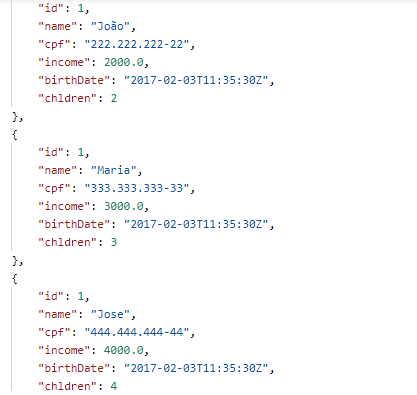 "id": 1,
"name": "João",
"cpf": "222.222.222-22",
"income": 2000.0,
"birthDate": "2017-02-03T11:35:30Z",
"chldren": 2
},
{
"id": 1,
"name": "Maria",
"cpf": "333.333.333-33",
"income": 3000.0,
"birthDate": "2017-02-03T11:35:30Z",
"chldren": 3
},
{
"id": 1,
"name": "Jose",
"cpf": "444.444.444-44",
"income": 4000.0,
"birthDate": "2017-02-03T11:35:30Z",
"chldren": 4